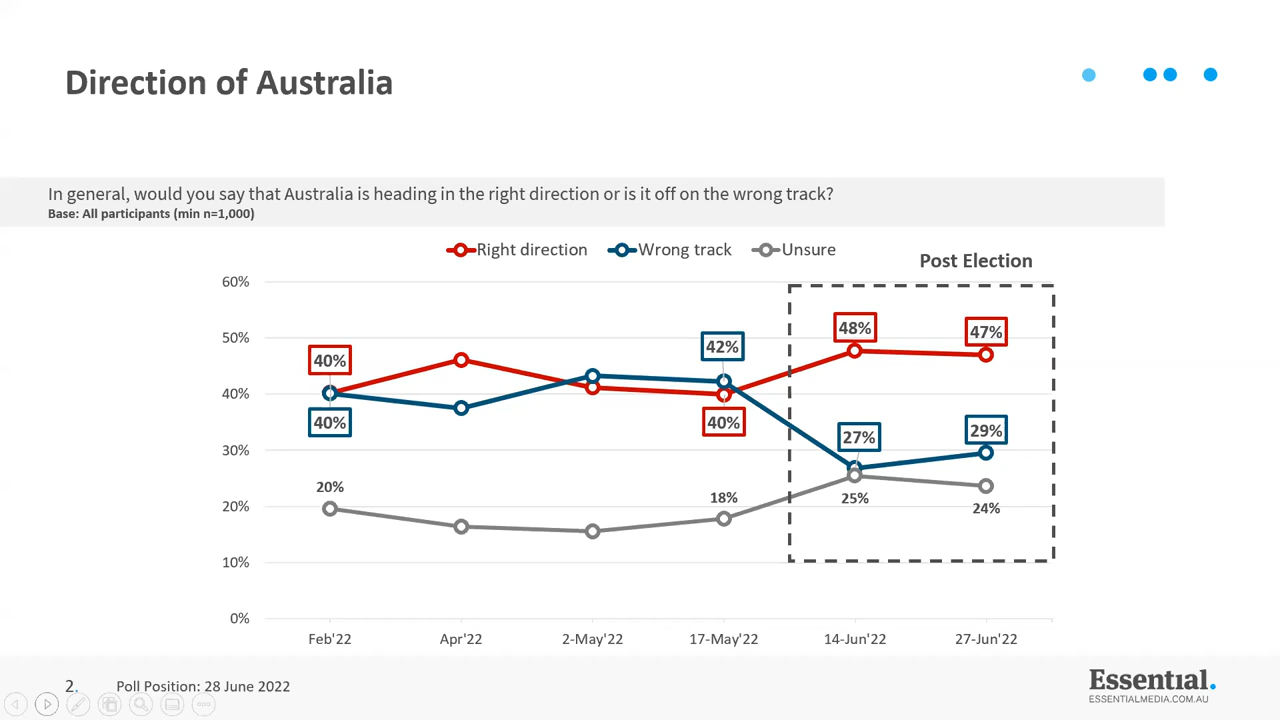 Direction of Australia
In general, would you say that Australia is heading in the right direction or is it off on the wrong track?
Base: All participants (min n=1,000)
Right direction
Wrong track
Unsure
Post Election
60%
50%
40%
30%
20%
10%
0%
40%
40%
20%
42%
40%
18%
48%
27%
25%
47%
29%
24%
Feb'22
Apr'22
2-May'22
17-May'22
14-Jun'22
27-Jun'22
2.
Poll Position: 28 June 2022
Essential.
ESSENTIALMEDIA.COM.AU